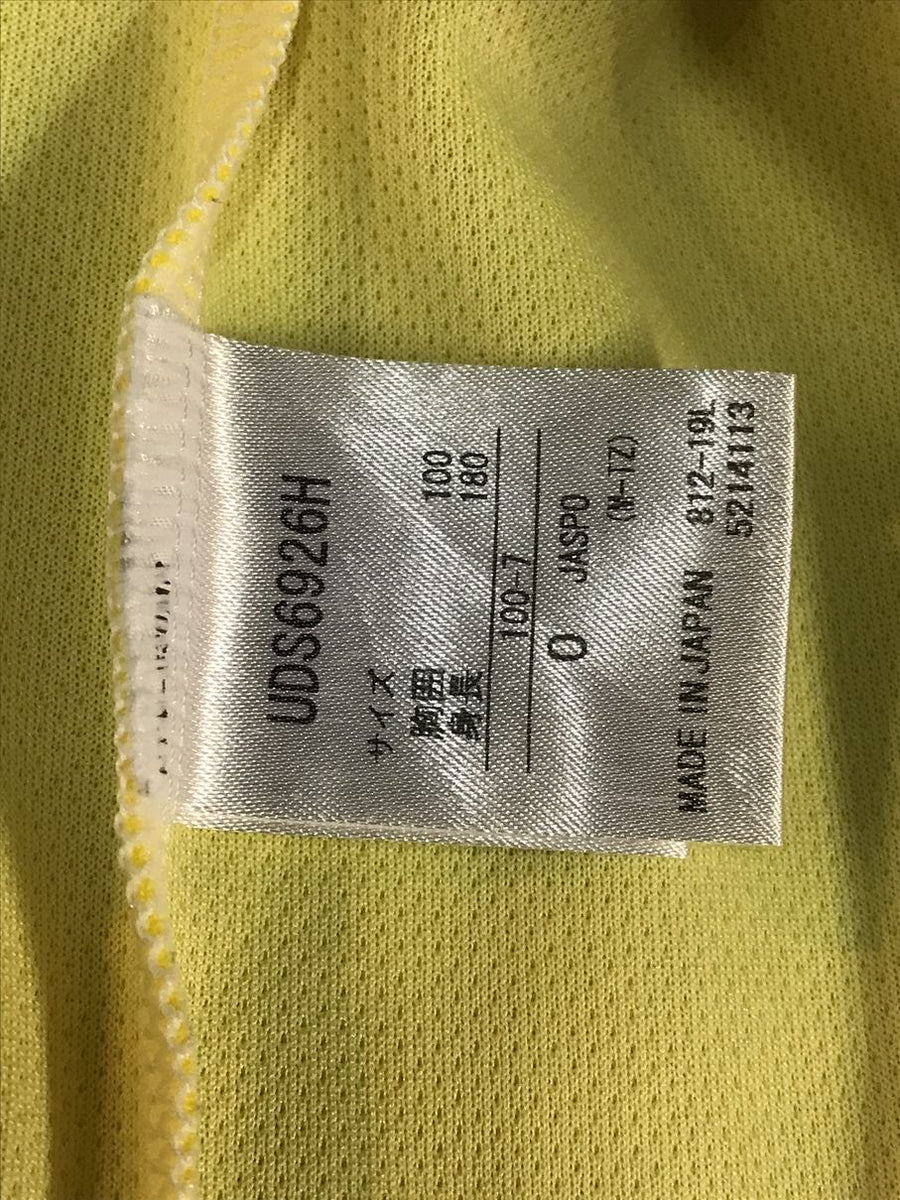 UDS6926H
サイズ
胸囲 100
身長 180
100-7
O JASPO
(M-1Z)
MADE IN JAPAN 812-19L
5214113